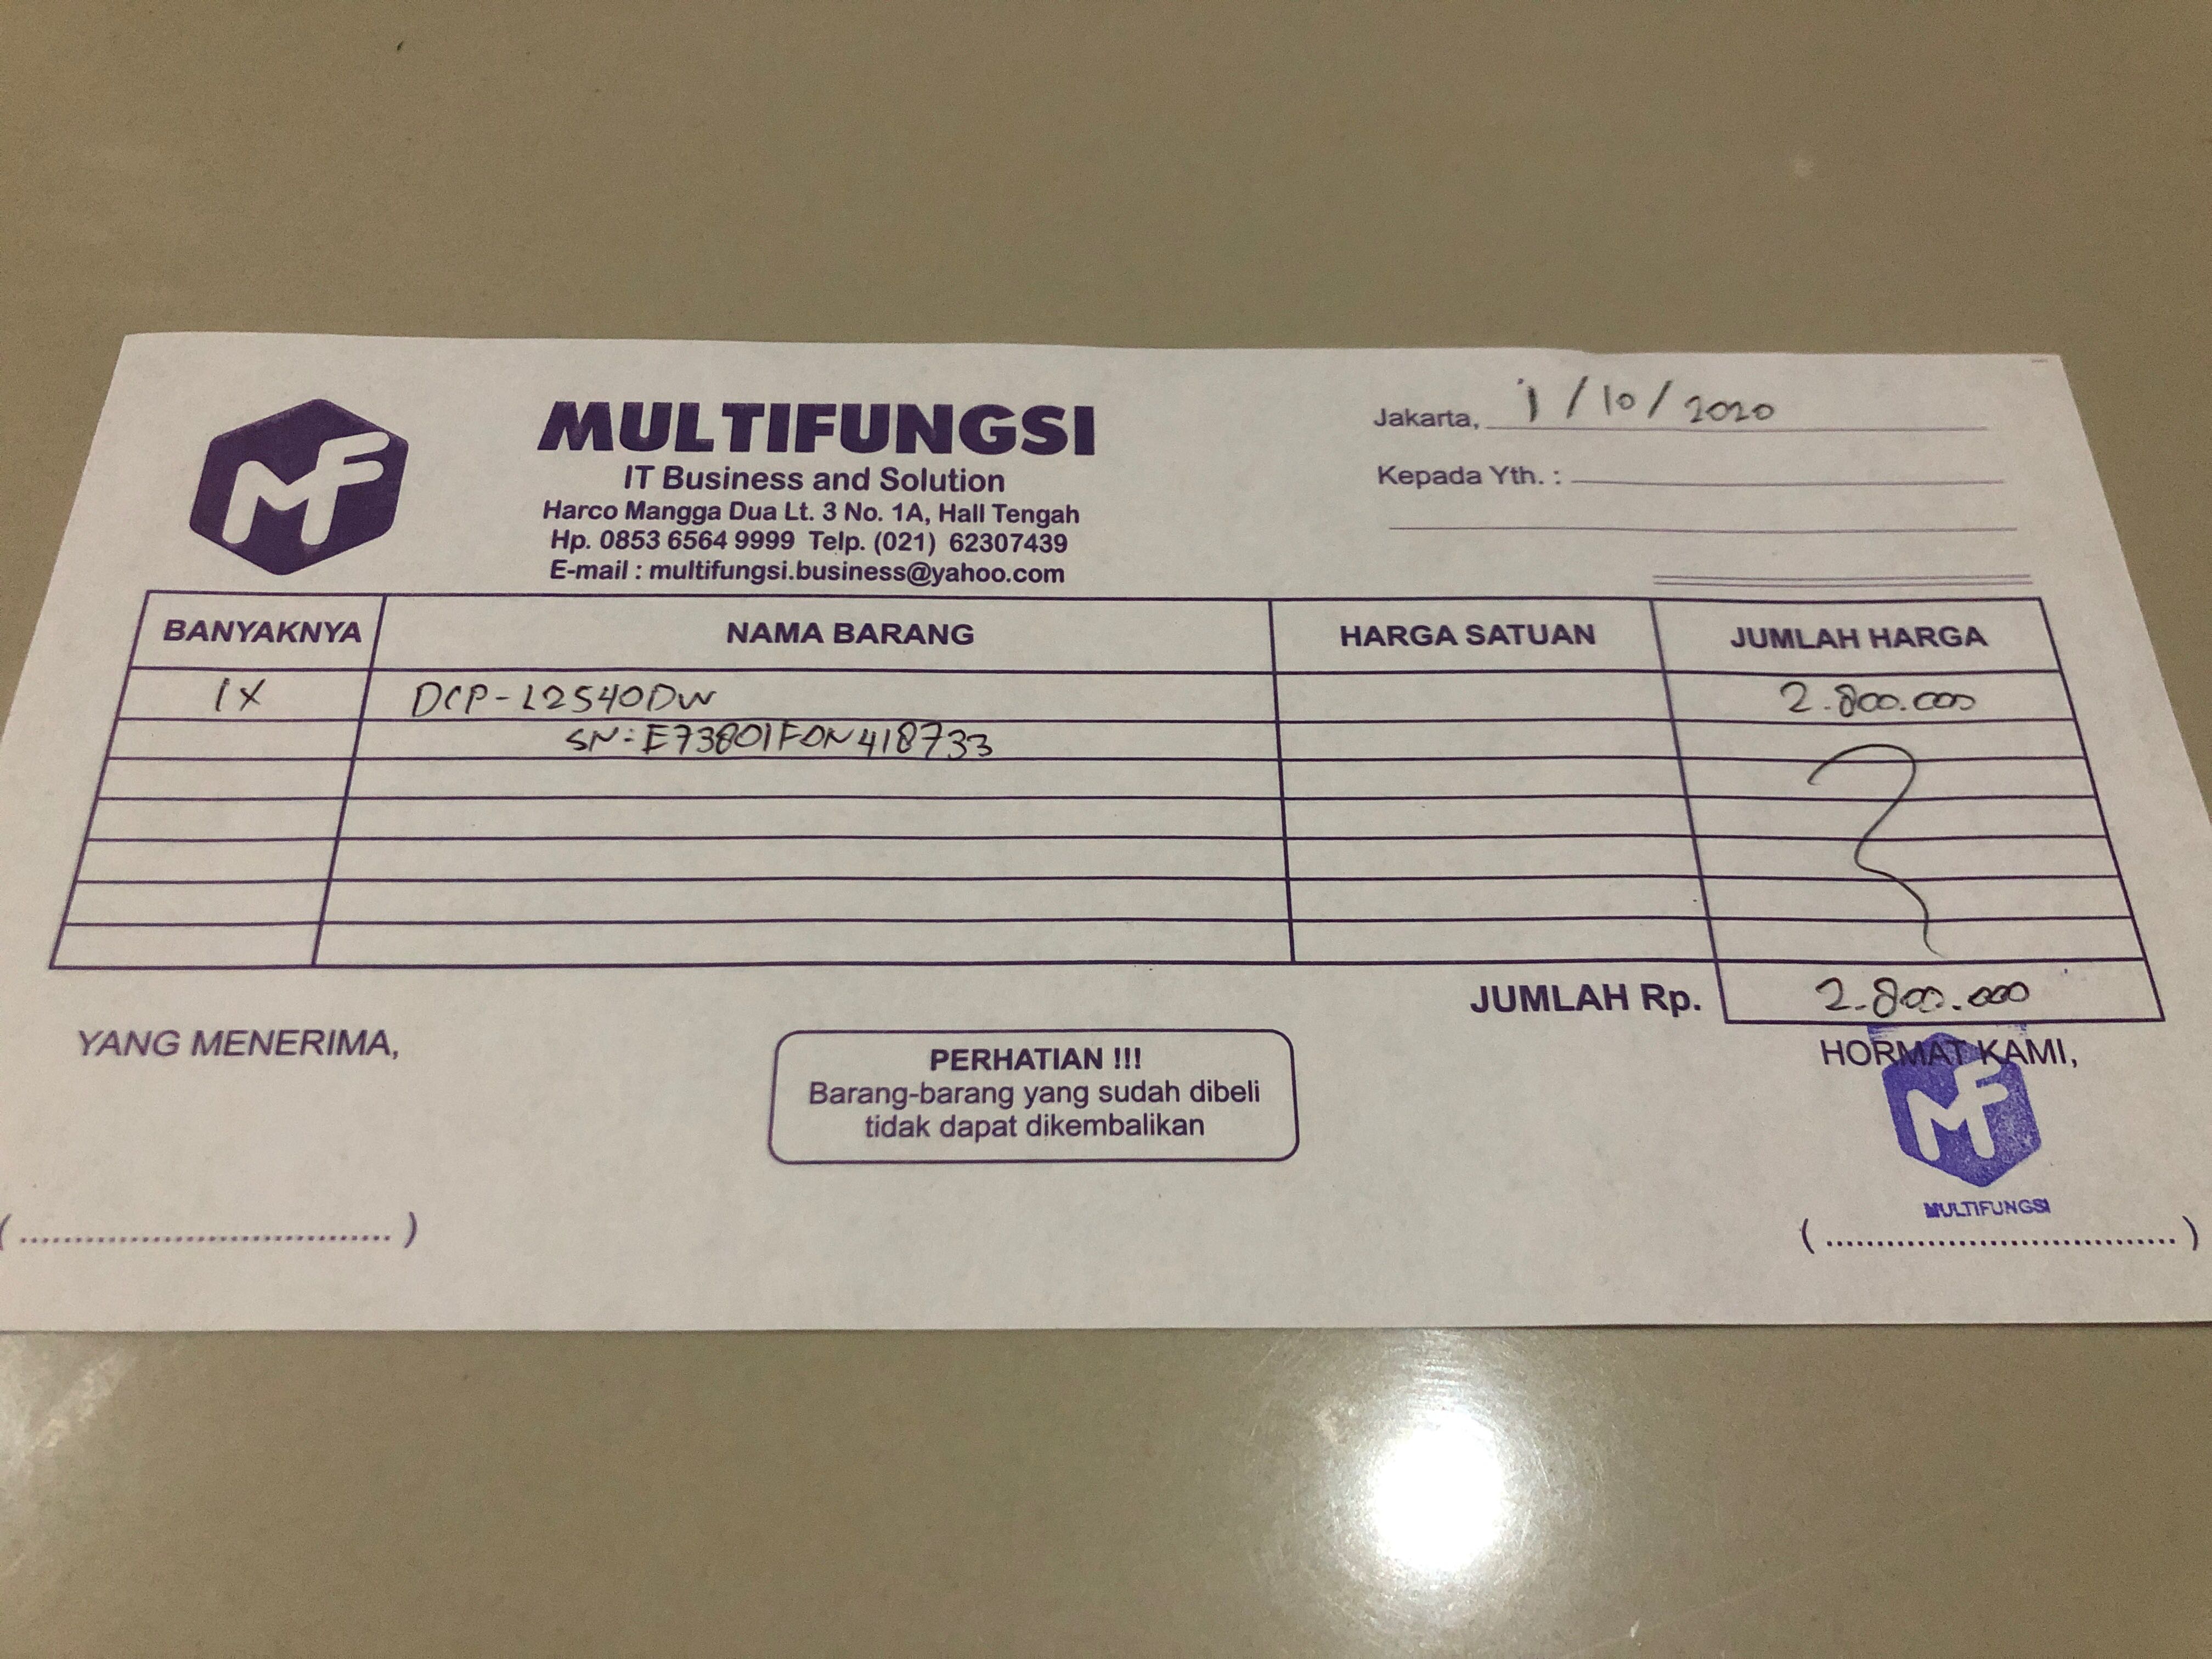 MF
MULTIFUNGSI
IT Business and Solution
Harco Mangga Dua Lt. 3 No. 1A, Hall Tengah
Hp. 0853 6564 9999 Telp. (021) 62307439
E-mail : multifungsi.business@yahoo.com
Jakarta, 1/10/2020
Kepada Yth. :
BANYAKNYA NAMA BARANG HARGA SATUAN JUMLAH HARGA
1X DCP-L2540DW 2.800.000
SN: E73801F0N418733
JUMLAH Rp. 2.800.000
YANG MENERIMA,
PERHATIAN !!!
Barang-barang yang sudah dibeli
tidak dapat dikembalikan
HORMAT KAMI,
MF
MULTIFUNGSI
(..................................)
(..................................)